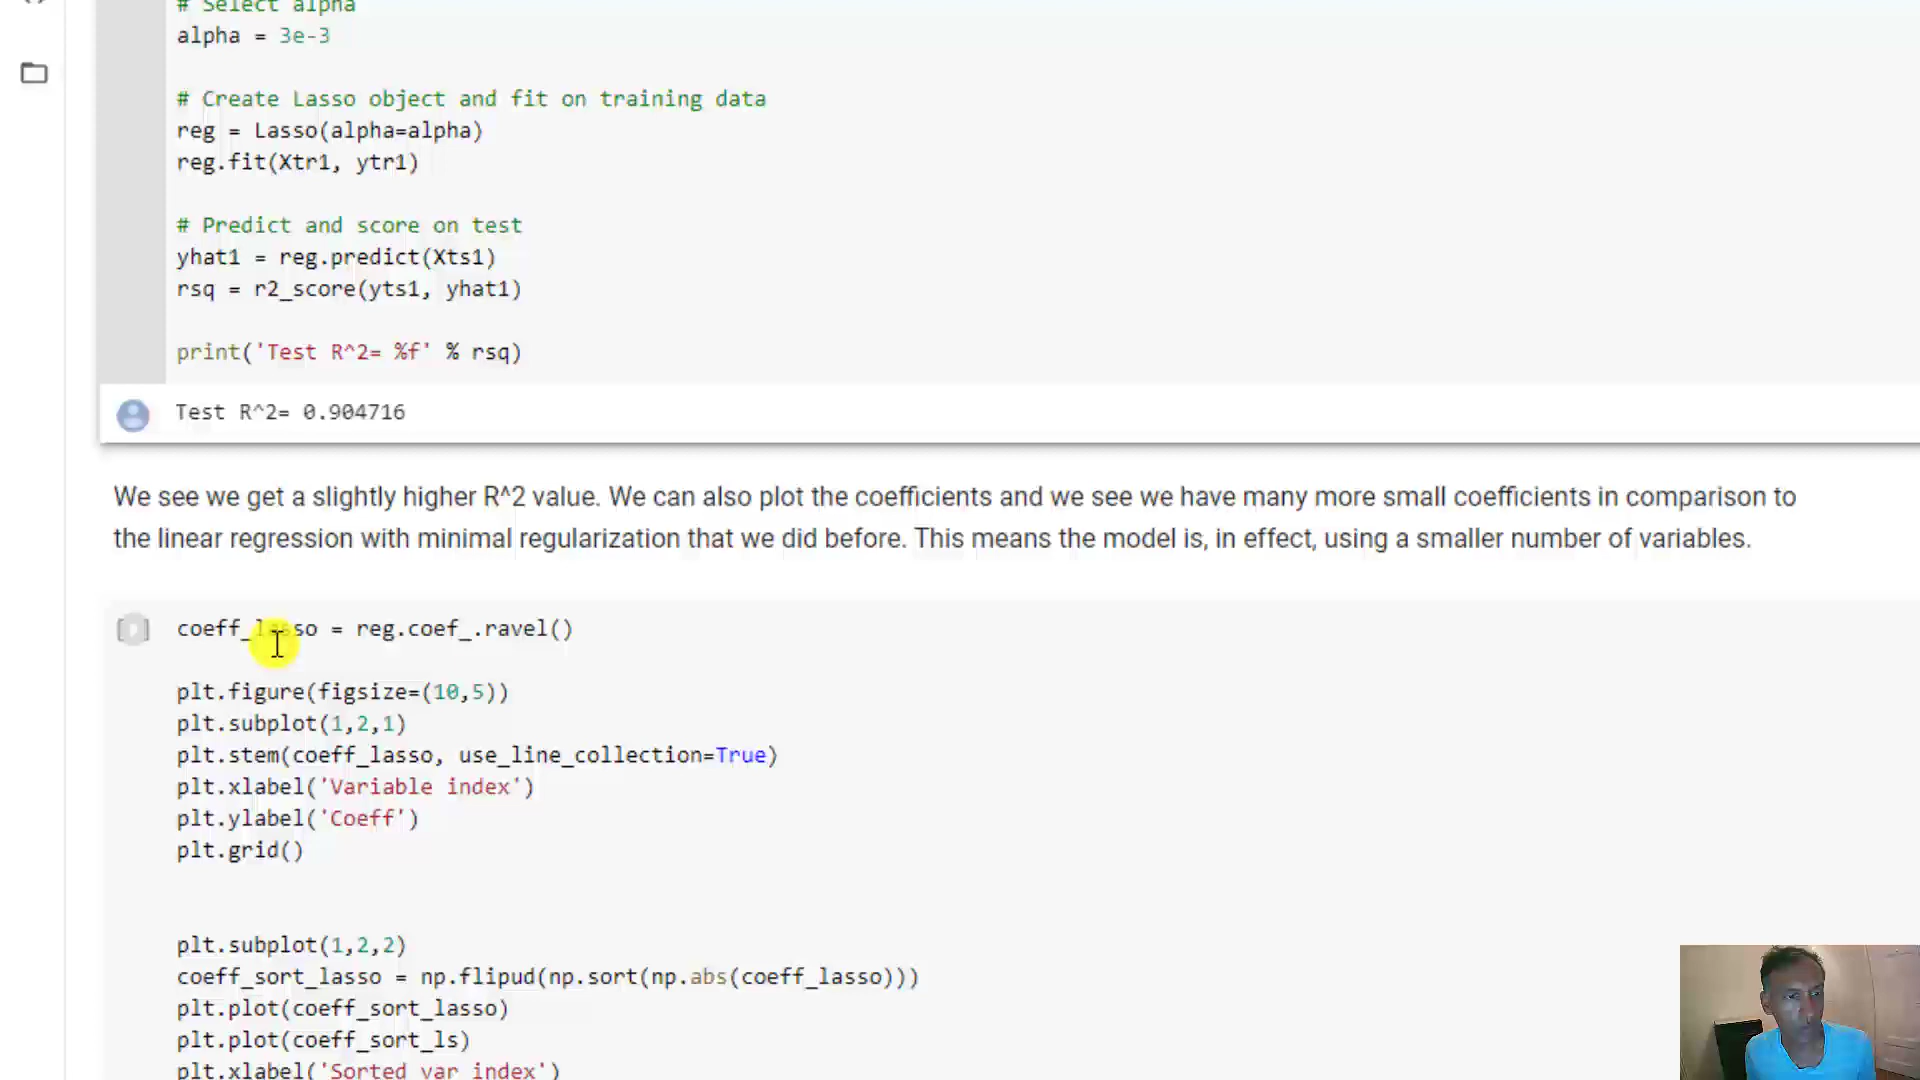 # Select alpha
alpha = 3e-3
# Create Lasso object and fit on training data
reg = Lasso(alpha=alpha)
reg.fit(Xtr1, ytr1)
# Predict and score on test
yhat1 = reg.predict(Xts1)
rsq = r2_score(yts1, yhat1)
print('Test R^2= %f' % rsq)
Test R^2= 0.904716
We see we get a slightly higher R^2 value. We can also plot the coefficients and we see we have many more small coefficients in comparison to
the linear regression with minimal regularization that we did before. This means the model is, in effect, using a smaller number of variables.
coeff_lasso = reg.coef_.ravel()
plt.figure(figsize=(10,5))
plt.subplot(1,2,1)
plt.stem(coeff_lasso, use_line_collection=True)
plt.xlabel('Variable index')
plt.ylabel('Coeff')
plt.grid()
plt.subplot(1,2,2)
coeff_sort_lasso = np.flipud(np.sort(np.abs(coeff_lasso)))
plt.plot(coeff_sort_lasso)
plt.plot(coeff_sort_ls)
plt.xlabel('Sorted var index')